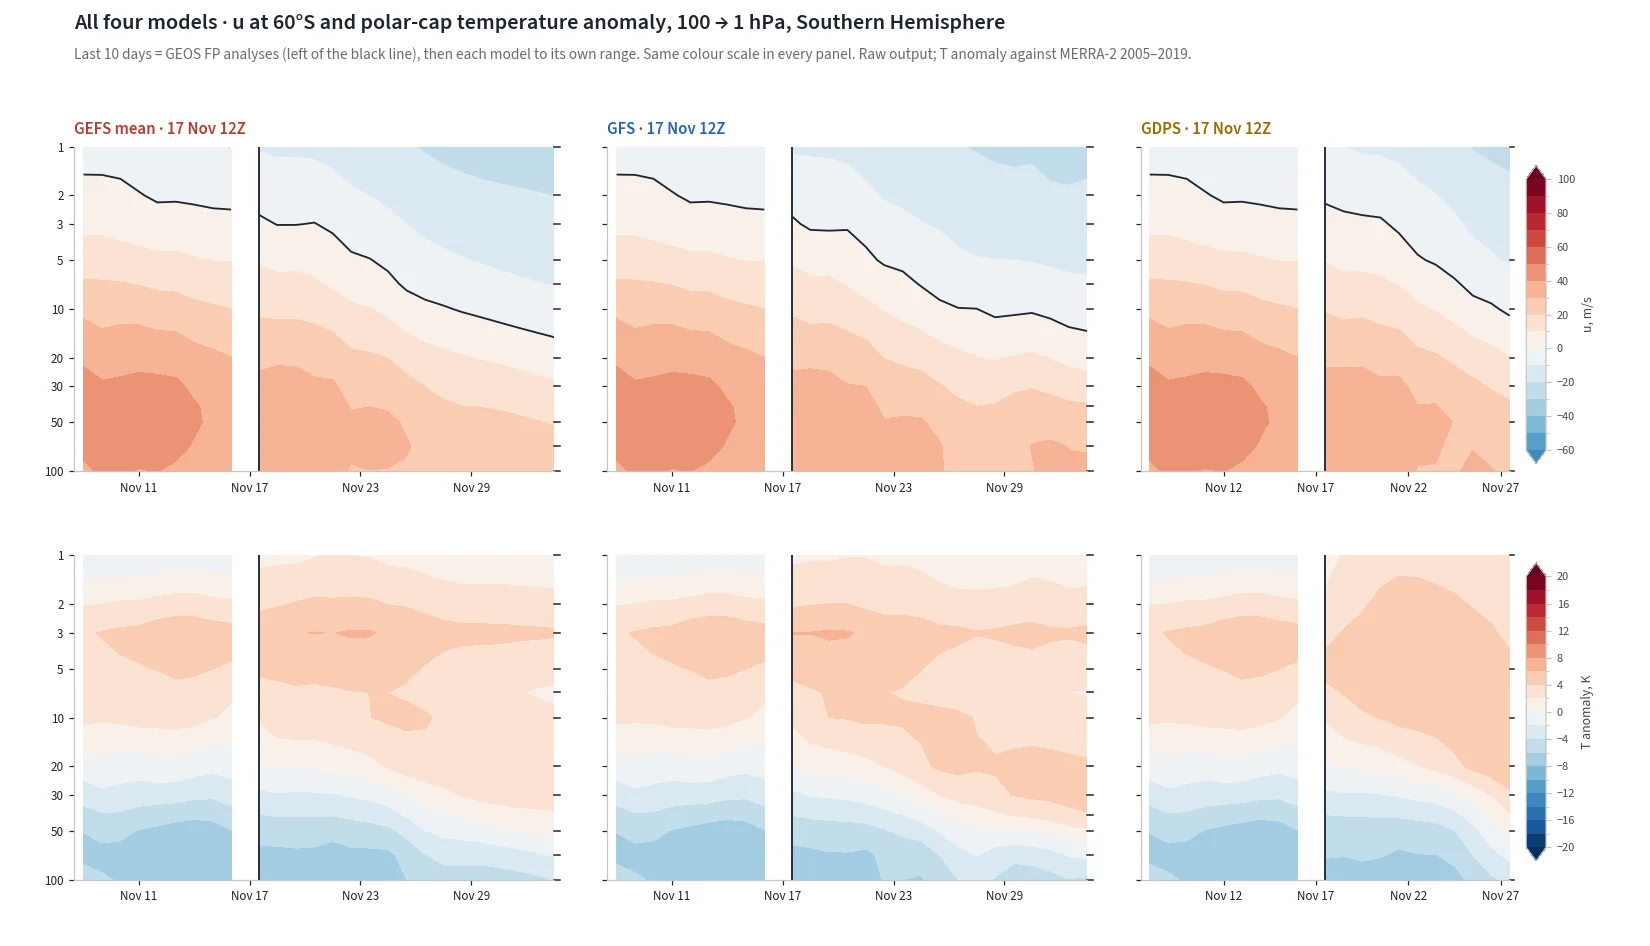 All four models · u at 60°S and polar-cap temperature anomaly, 100 → 1 hPa, Southern Hemisphere
Last 10 days = GEOS FP analyses (left of the black line), then each model to its own range. Same colour scale in every panel. Raw output; T anomaly against MERRA-2 2005–2019.
GEFS mean · 17 Nov 12Z
GFS · 17 Nov 12Z
GDPS · 17 Nov 12Z
1
2
3
5
10
20
30
50
100
Nov 11
Nov 17
Nov 23
Nov 29
Nov 11
Nov 17
Nov 23
Nov 29
Nov 12
Nov 17
Nov 22
Nov 27
100
80
60
40
20
0
−20
−40
−60
u, m/s
1
2
3
5
10
20
30
50
100
Nov 11
Nov 17
Nov 23
Nov 29
Nov 11
Nov 17
Nov 23
Nov 29
Nov 12
Nov 17
Nov 22
Nov 27
20
16
12
8
4
0
−4
−8
−12
−16
−20
T anomaly, K